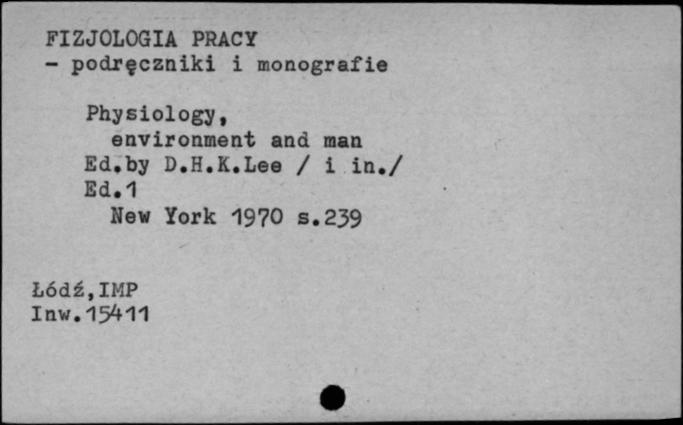 FIZJOLOGIA PRACY
- podręczniki i monografie
Physiology,
environment and man
Ed.by D.H.K.Lee / i in./
Ed.1
New York 1970 s.239
Łódź,IMP
Inw.15411